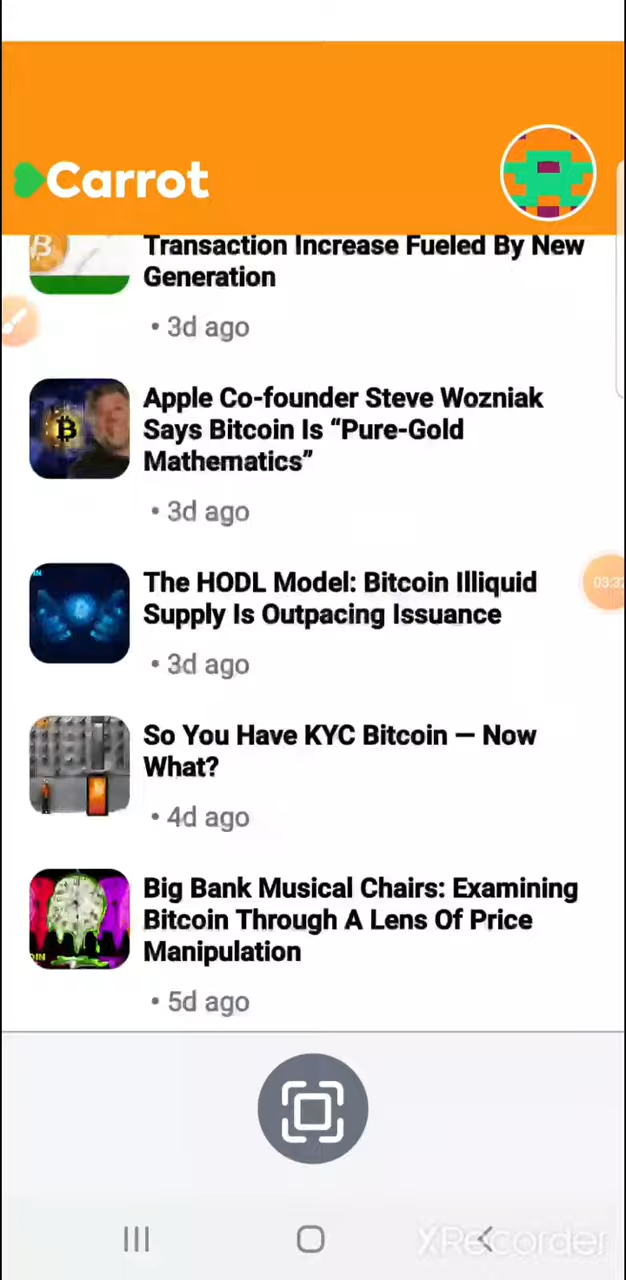 Carrot
Transaction Increase Fueled By New
Generation
• 3d ago
Apple Co-founder Steve Wozniak
Says Bitcoin Is “Pure-Gold
Mathematics”
• 3d ago
The HODL Model: Bitcoin Illiquid
Supply Is Outpacing Issuance
• 3d ago
So You Have KYC Bitcoin — Now
What?
• 4d ago
Big Bank Musical Chairs: Examining
Bitcoin Through A Lens Of Price
Manipulation
• 5d ago
XRecorder